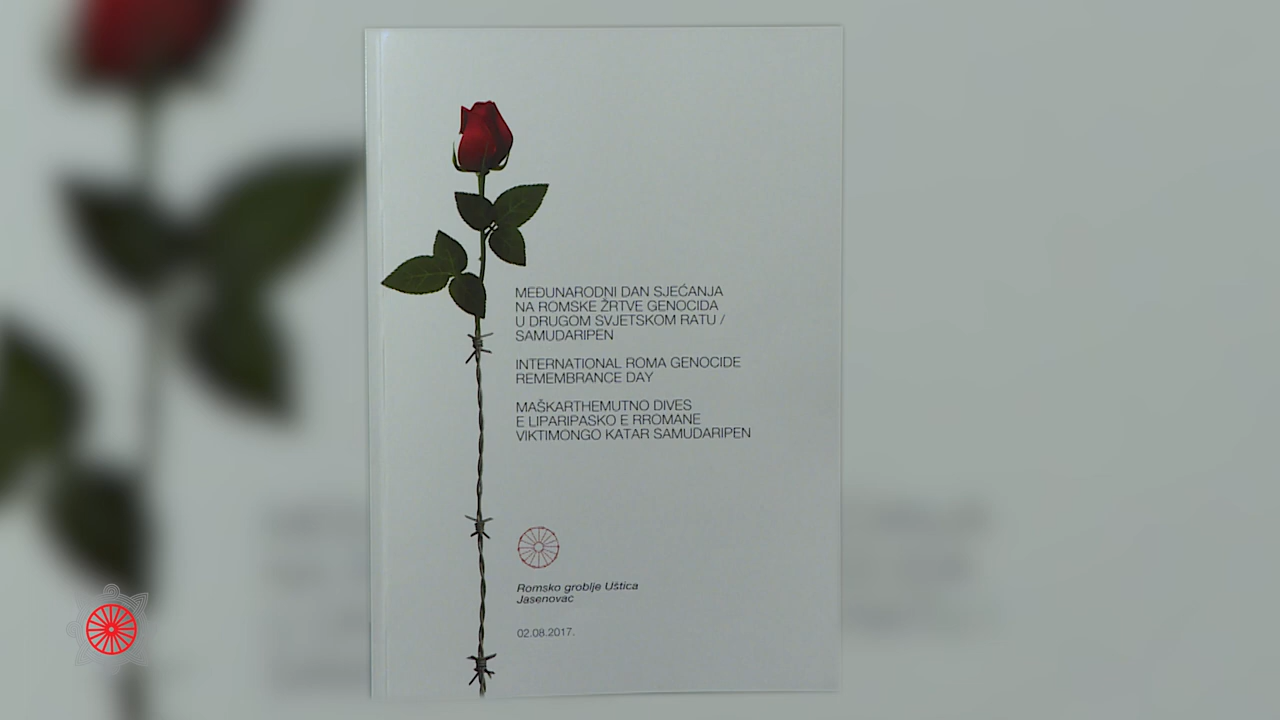 MEĐUNARODNI DAN SJEĆANJA
NA ROMSKE ŽRTVE GENOCIDA
U DRUGOM SVJETSKOM RATU /
SAMUDARIPEN
INTERNATIONAL ROMA GENOCIDE
REMEMBRANCE DAY
MAŠKARTHEMUTNO DIVES
E LIPARIPASKO E RROMANE
VIKTIMONGO KATAR SAMUDARIPEN
Romsko groblje Uštica
Jasenovac
02.08.2017.